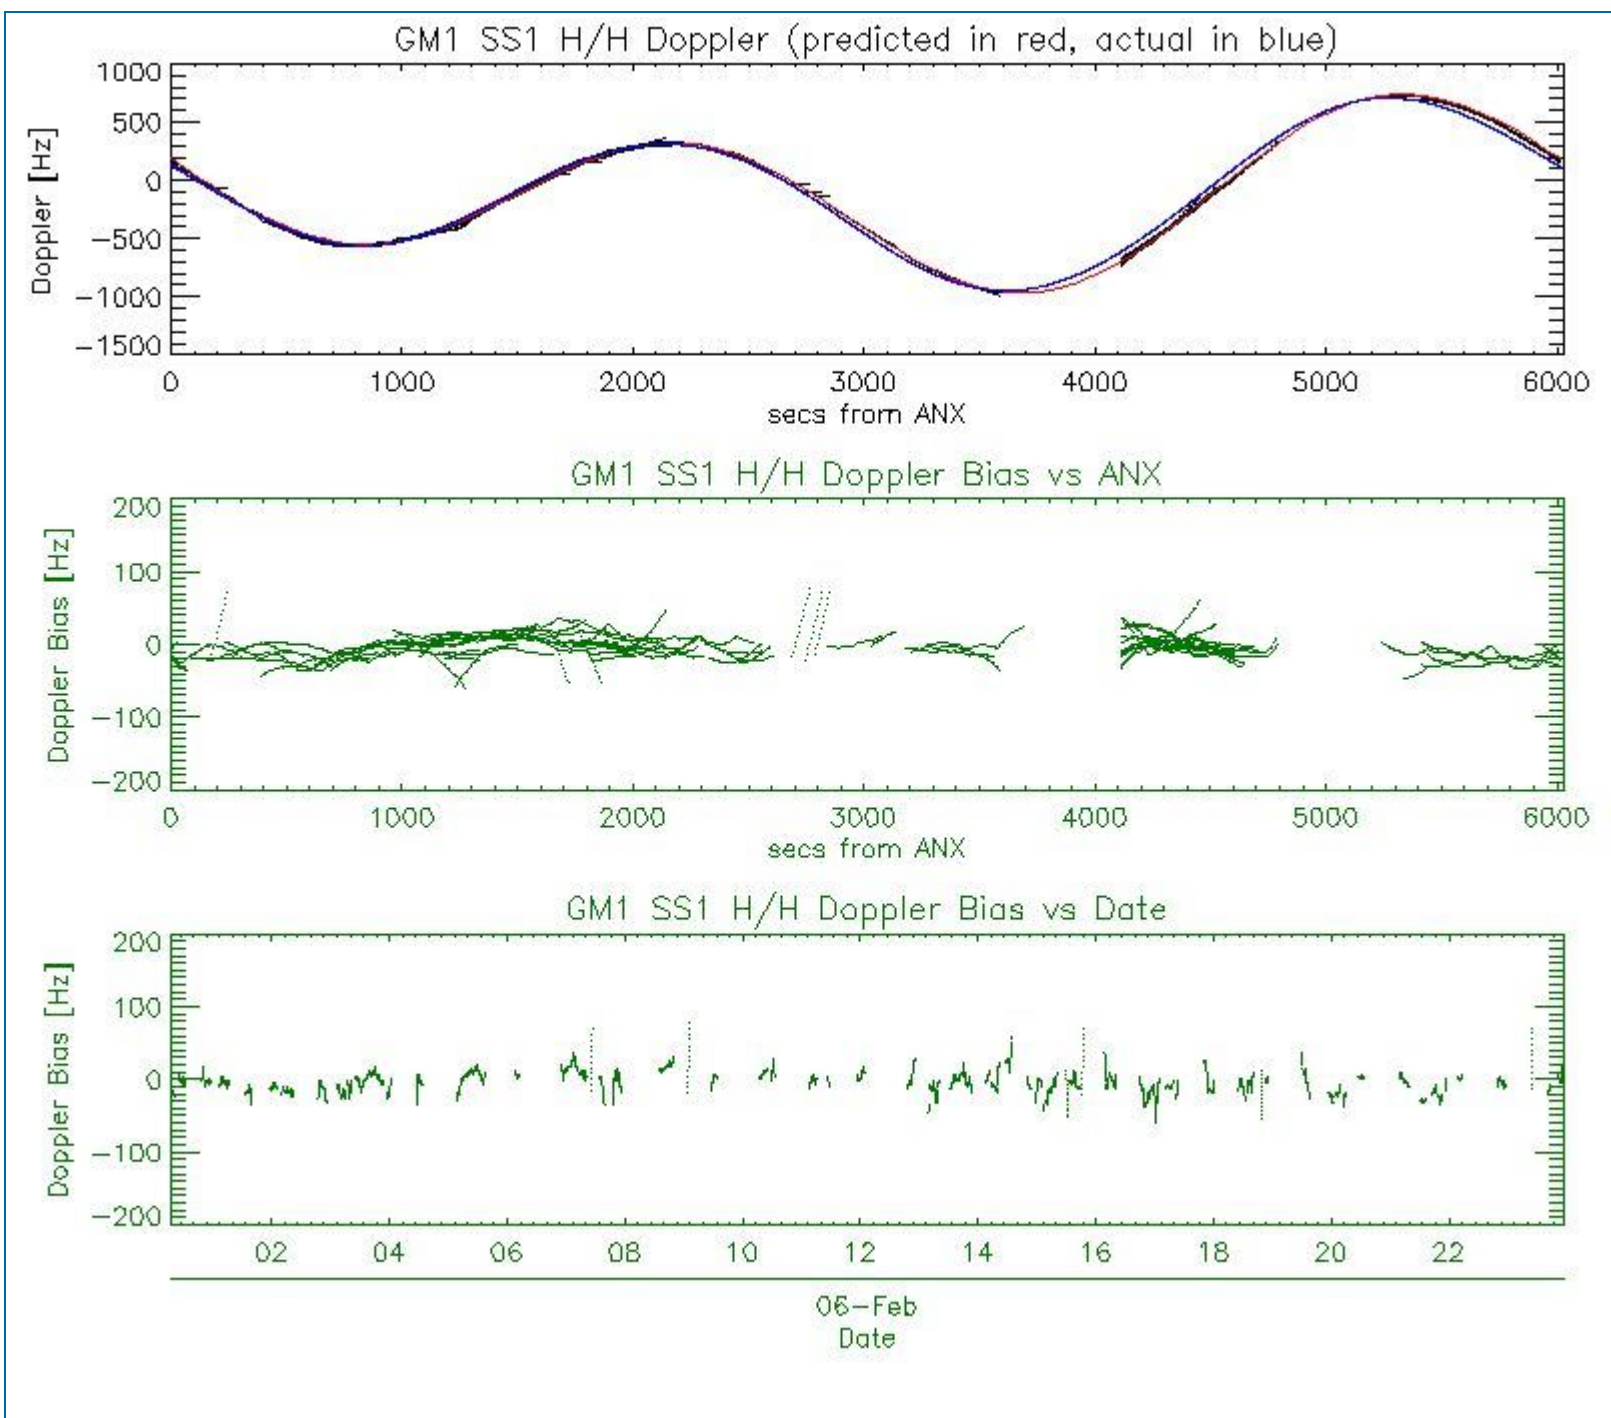 GM1 SS1 H/H Doppler (predicted in red, actual in blue)
Doppler [Hz]
1000
500
0
−500
−1000
−1500
0 1000 2000 3000 4000 5000 6000
secs from ANX
GM1 SS1 H/H Doppler Bias vs ANX
Doppler Bias [Hz]
200
100
0
−100
−200
0 1000 2000 3000 4000 5000 6000
secs from ANX
GM1 SS1 H/H Doppler Bias vs Date
Doppler Bias [Hz]
200
100
0
−100
−200
02 04 06 08 10 12 14 16 18 20 22
06−Feb
Date